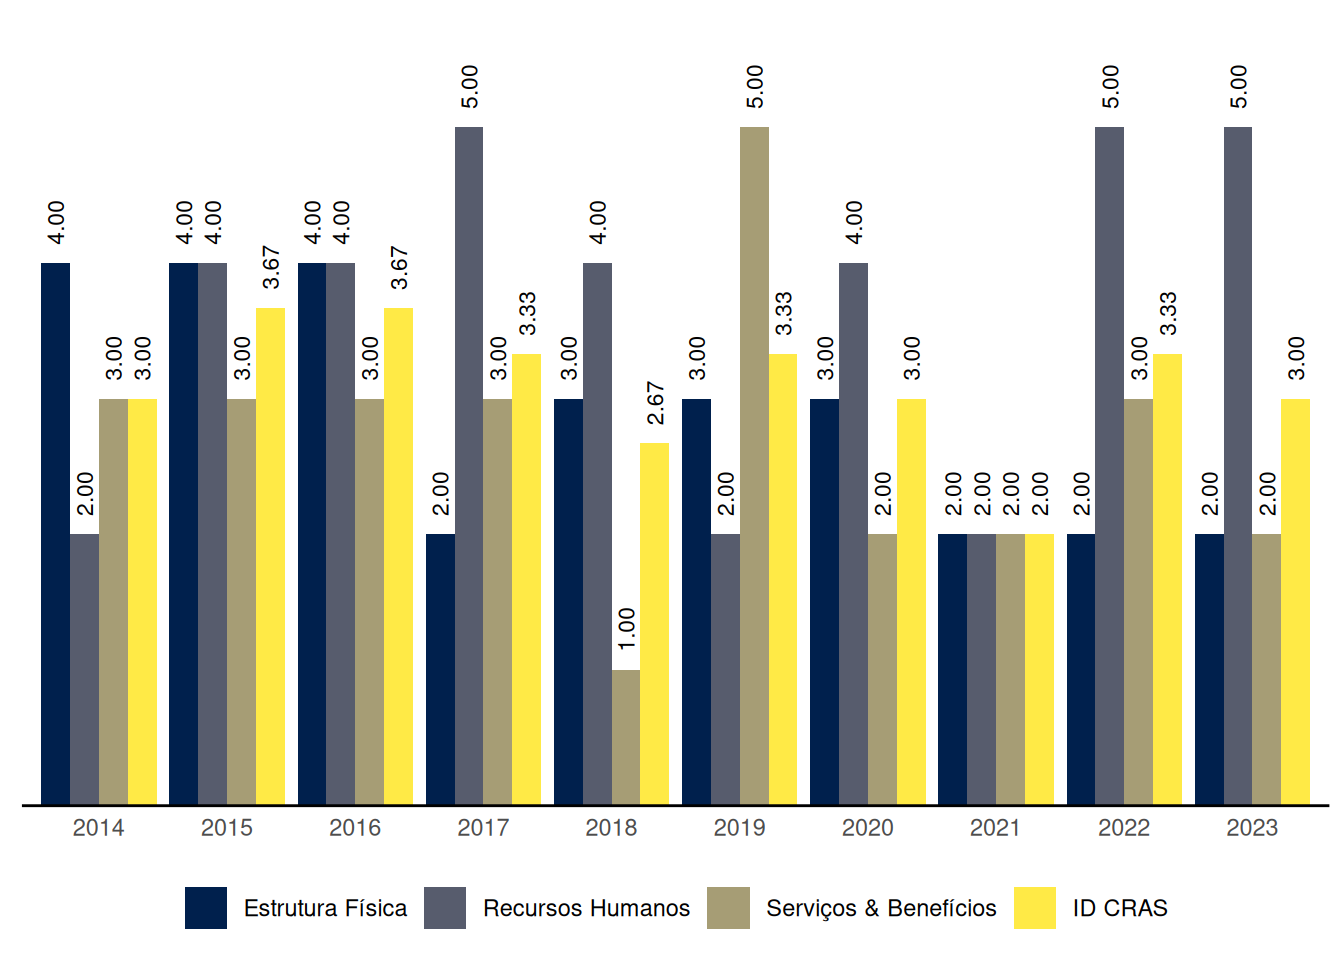 4.00 2.00 3.00 3.00 4.00 4.00 3.00 3.67 4.00 4.00 3.00 3.67 2.00 5.00 3.00 3.33 3.00 4.00 1.00 2.67 3.00 2.00 5.00 3.33 3.00 4.00 2.00 3.00 2.00 2.00 2.00 2.00 2.00 5.00 3.00 3.33 2.00 5.00 2.00 3.00
2014 2015 2016 2017 2018 2019 2020 2021 2022 2023
Estrutura Física Recursos Humanos Serviços & Benefícios ID CRAS